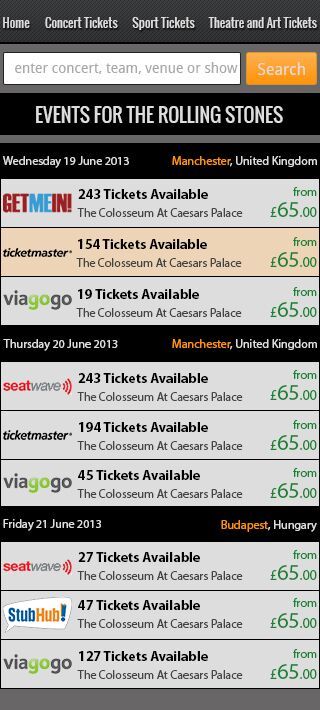 Home Concert Tickets Sport Tickets Theatre and Art Tickets
enter concert, team, venue or show Search
EVENTS FOR THE ROLLING STONES
Wednesday 19 June 2013 Manchester, United Kingdom
GETMEIN! 243 Tickets Available from
The Colosseum At Caesars Palace £65.00
ticketmaster 154 Tickets Available from
The Colosseum At Caesars Palace £65.00
viagogo 19 Tickets Available from
The Colosseum At Caesars Palace £65.00
Thursday 20 June 2013 Manchester, United Kingdom
seatwave 243 Tickets Available from
The Colosseum At Caesars Palace £65.00
ticketmaster 194 Tickets Available from
The Colosseum At Caesars Palace £65.00
viagogo 45 Tickets Available from
The Colosseum At Caesars Palace £65.00
Friday 21 June 2013 Budapest, Hungary
seatwave 27 Tickets Available from
The Colosseum At Caesars Palace £65.00
StubHub! 47 Tickets Available from
The Colosseum At Caesars Palace £65.00
viagogo 127 Tickets Available from
The Colosseum At Caesars Palace £65.00